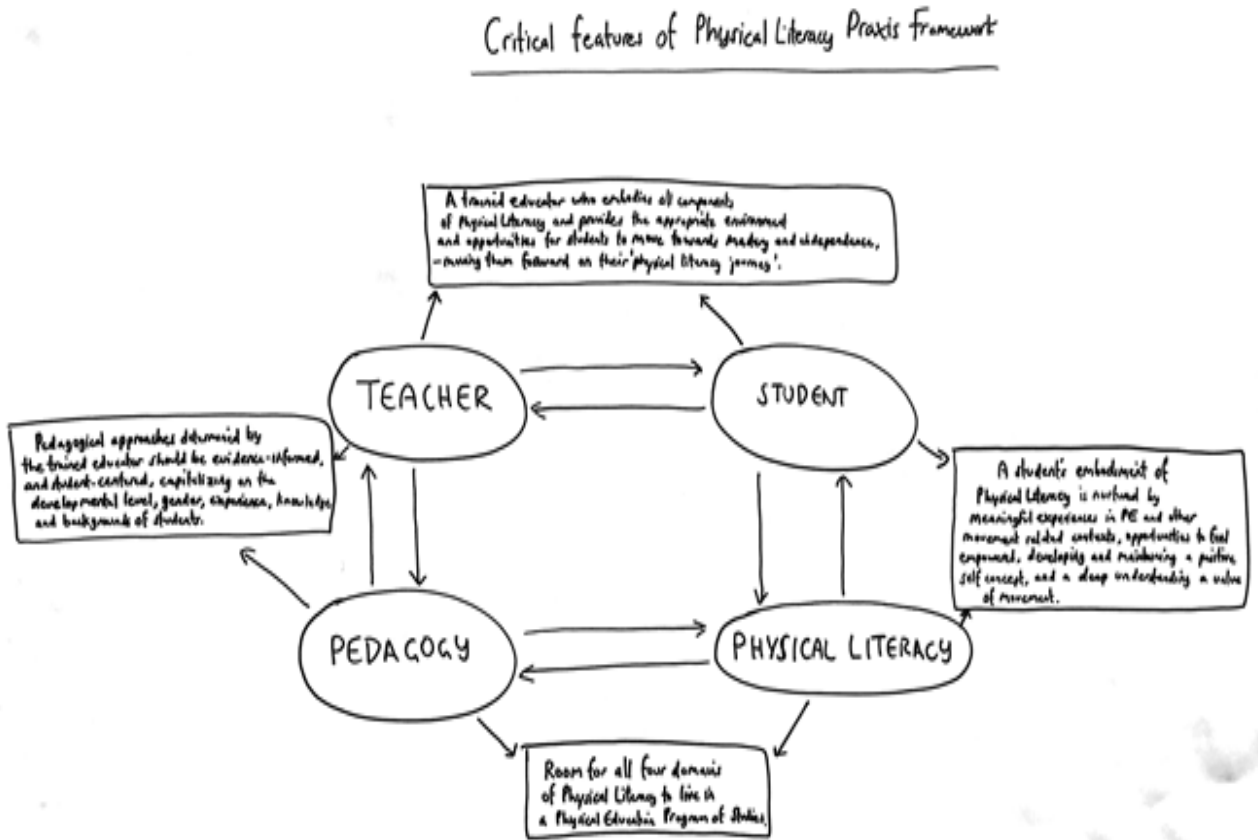 Critical features of Physical Literacy Praxis Framework
A trained educator who embodies all components
of Physical Literacy and provides the appropriate environment
and opportunities for students to move towards mastery and independence,
-moving them forward on their 'physical literacy journey'.
TEACHER
STUDENT
Pedagogical approaches determined by
the trained educator should be evidence-informed,
and student-centred, capitalizing on the
developmental level, gender, experience, knowledge
and backgrounds of students.
A student's embodiment of
Physical Literacy is nurtured by
meaningful experiences in PE and other
movement related contexts, opportunities to feel
empowered, developing and maintaining a positive
self concept, and a deep understanding a value
of movement.
PEDAGOGY
PHYSICAL LITERACY
Room for all four domains
of Physical Literacy to live in
a Physical Education Program of Studies.